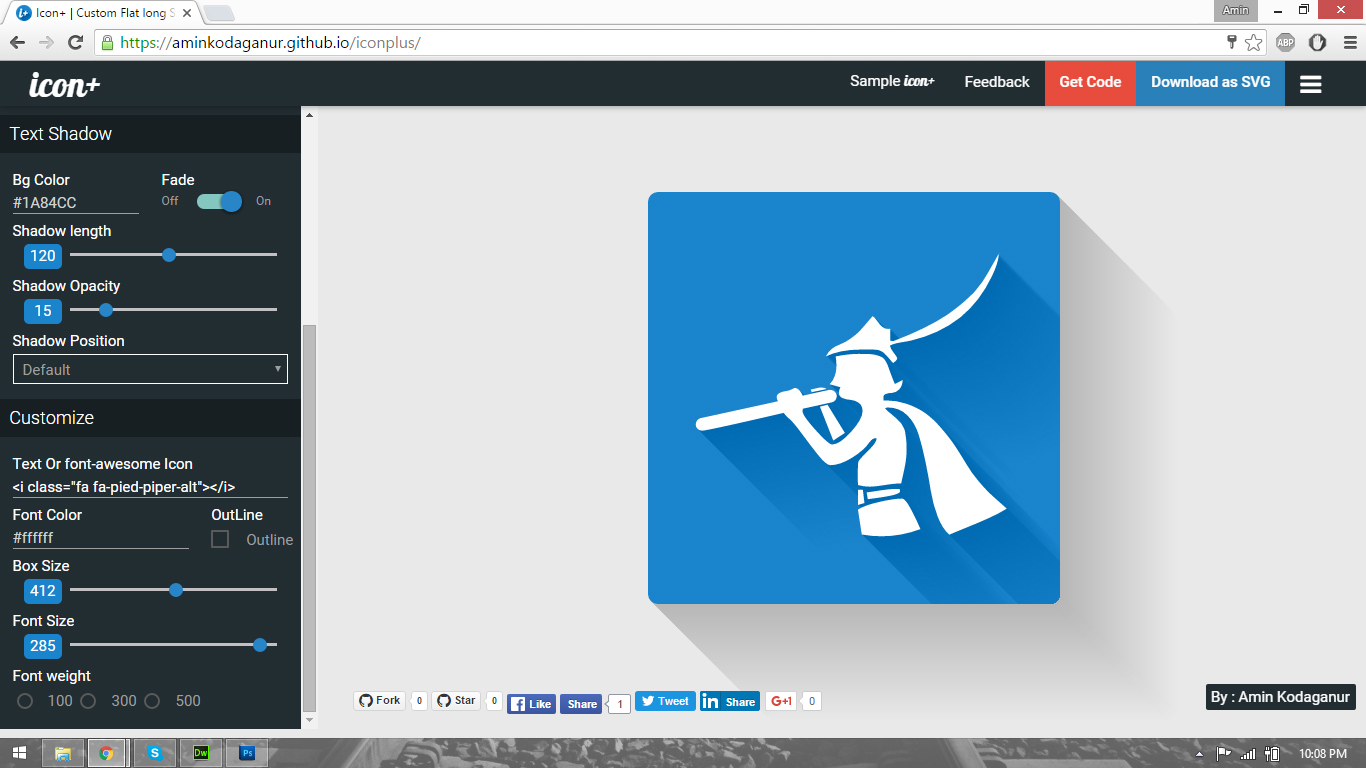 Icon+ | Custom Flat long S
Amin
https://aminkodaganur.github.io/iconplus/
ABP
icon+
Sample icon+
Feedback
Get Code
Download as SVG
Text Shadow
Bg Color
Fade
#1A84CC
Off
On
Shadow length
120
Shadow Opacity
15
Shadow Position
Default
Customize
Text Or font-awesome Icon
<i class="fa fa-pied-piper-alt"></i>
Font Color
OutLine
#ffffff
Outline
Box Size
412
Font Size
285
Font weight
100
300
500
Fork
0
Star
0
Like
Share
1
Tweet
in Share
G+1
0
By : Amin Kodaganur
S
Dw
Ps
10:08 PM